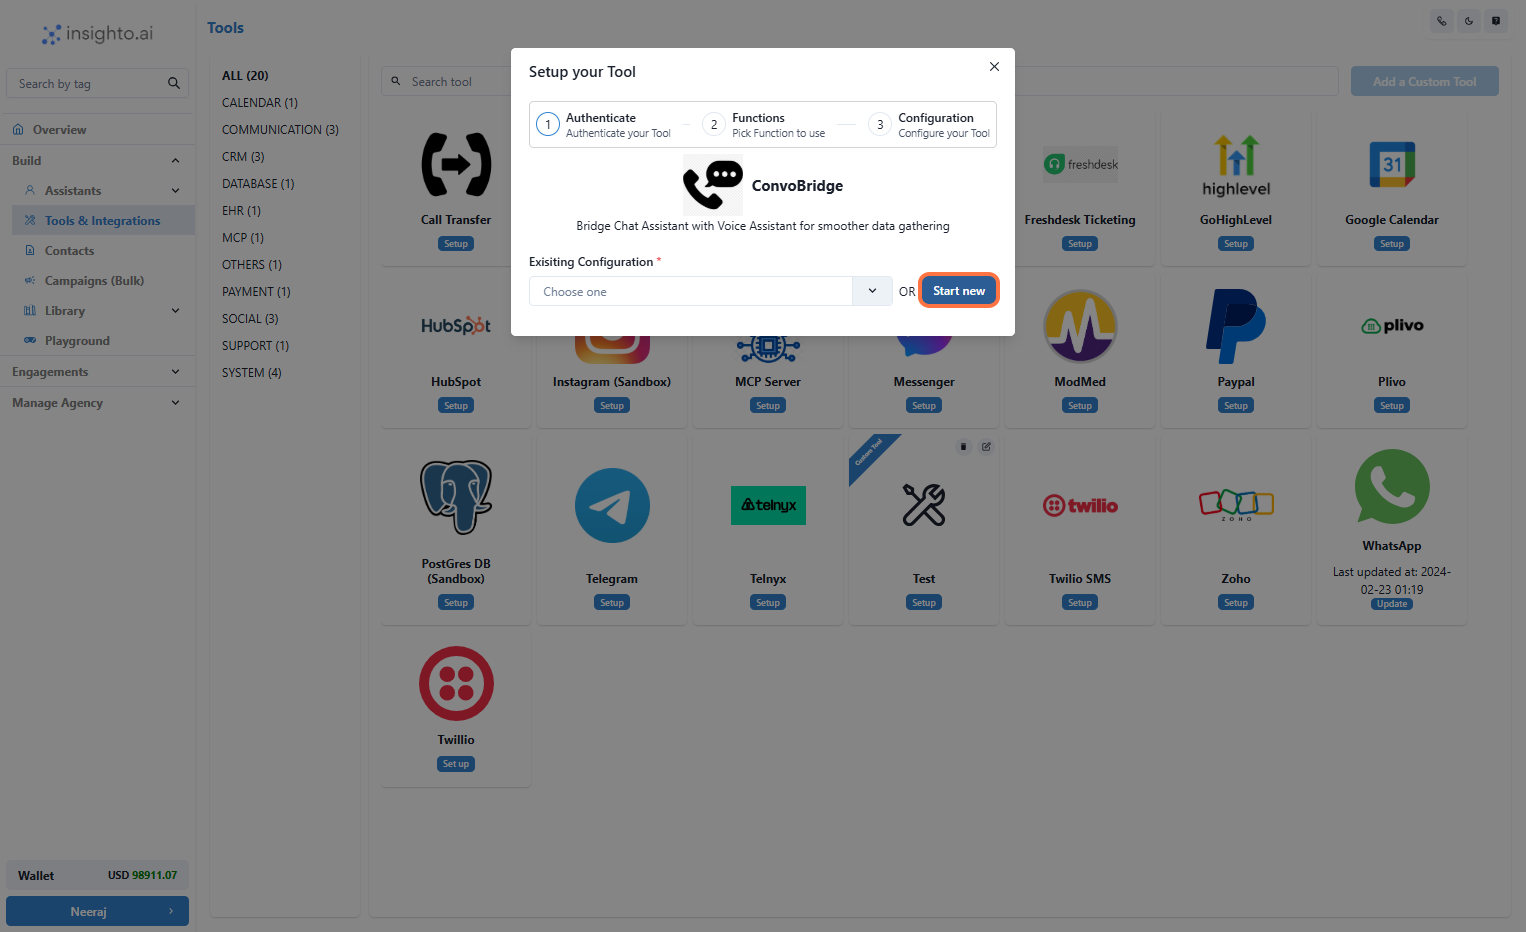 insighto.ai
Search by tag
Overview
Build
Assistants
Tools & Integrations
Contacts
Campaigns (Bulk)
Library
Playground
Engagements
Manage Agency
Wallet USD 98911.07
Neeraj
Tools
ALL (20)
CALENDAR (1)
COMMUNICATION (3)
CRM (3)
DATABASE (1)
EHR (1)
MCP (1)
OTHERS (1)
PAYMENT (1)
SOCIAL (3)
SUPPORT (1)
SYSTEM (4)
Search tool
Add a Custom Tool
Setup your Tool
1 Authenticate
Authenticate your Tool
2 Functions
Pick Function to use
3 Configuration
Configure your Tool
ConvoBridge
Bridge Chat Assistant with Voice Assistant for smoother data gathering
Exisiting Configuration *
Choose one
OR
Start new
Call Transfer
Setup
freshdesk
Freshdesk Ticketing
Setup
highlevel
GoHighLevel
Setup
31
Google Calendar
Setup
HubSpot
HubSpot
Setup
Instagram (Sandbox)
Setup
MCP Server
Setup
Messenger
Setup
ModMed
Setup
Paypal
Setup
plivo
Plivo
Setup
PostGres DB
(Sandbox)
Setup
Telegram
Setup
telnyx
Telnyx
Setup
Custom Tool
Test
Setup
twilio
Twilio SMS
Setup
ZOHO
Zoho
Setup
WhatsApp
Last updated at: 2024-
02-23 01:19
Update
Twillio
Set up